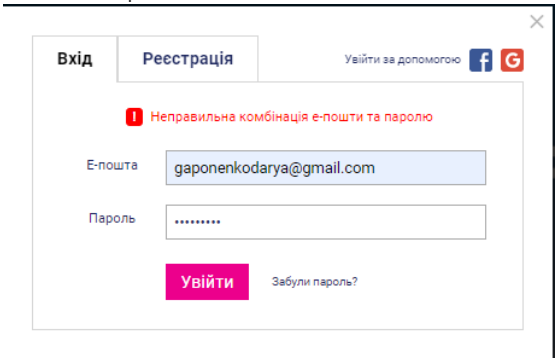 Вхід
Реєстрація
Увійти за допомогою
Неправильна комбінація е-пошти та паролю
Е-пошта
gaponenkodarya@gmail.com
Пароль
•••••••••
Увійти
Забули пароль?